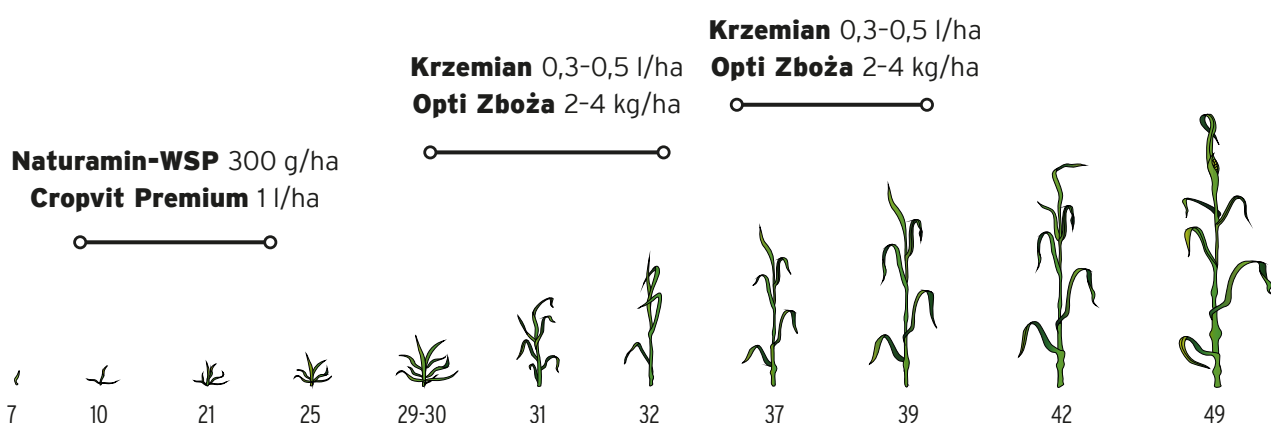 Krzemian 0,3-0,5 l/ha
Opti Zboża 2-4 kg/ha
Krzemian 0,3-0,5 l/ha
Opti Zboża 2-4 kg/ha
Naturamin-WSP 300 g/ha
Cropvit Premium 1 l/ha
7 10 21 25 29-30 31 32 37 39 42 49